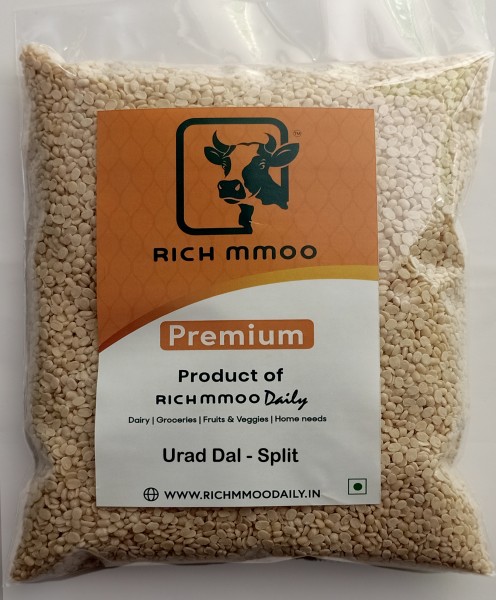 TM
RICH MMOO
Premium
Product of
RICHMMOO Daily
Dairy | Groceries | Fruits & Veggies | Home needs
Urad Dal - Split
WWW.RICHMMOODAILY.IN